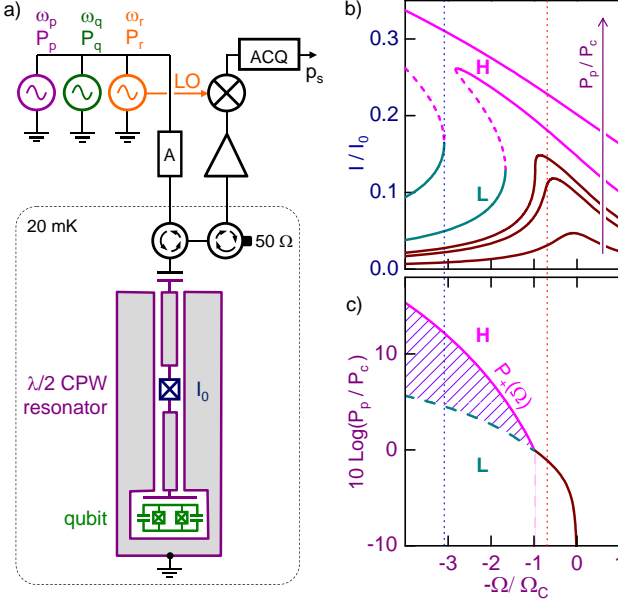 a)
ωp ωq ωr
Pp Pq Pr
LO
ACQ
ps
A
20 mK
50 Ω
λ/2 CPW
resonator
I0
qubit
b)
0.3
0.2
0.1
0.0
I / I0
H
L
Pp / Pc
c)
10
0
-10
10 Log(Pp / Pc)
H
P+(Ω)
L
-3 -2 -1 0 1
-Ω/ ΩC